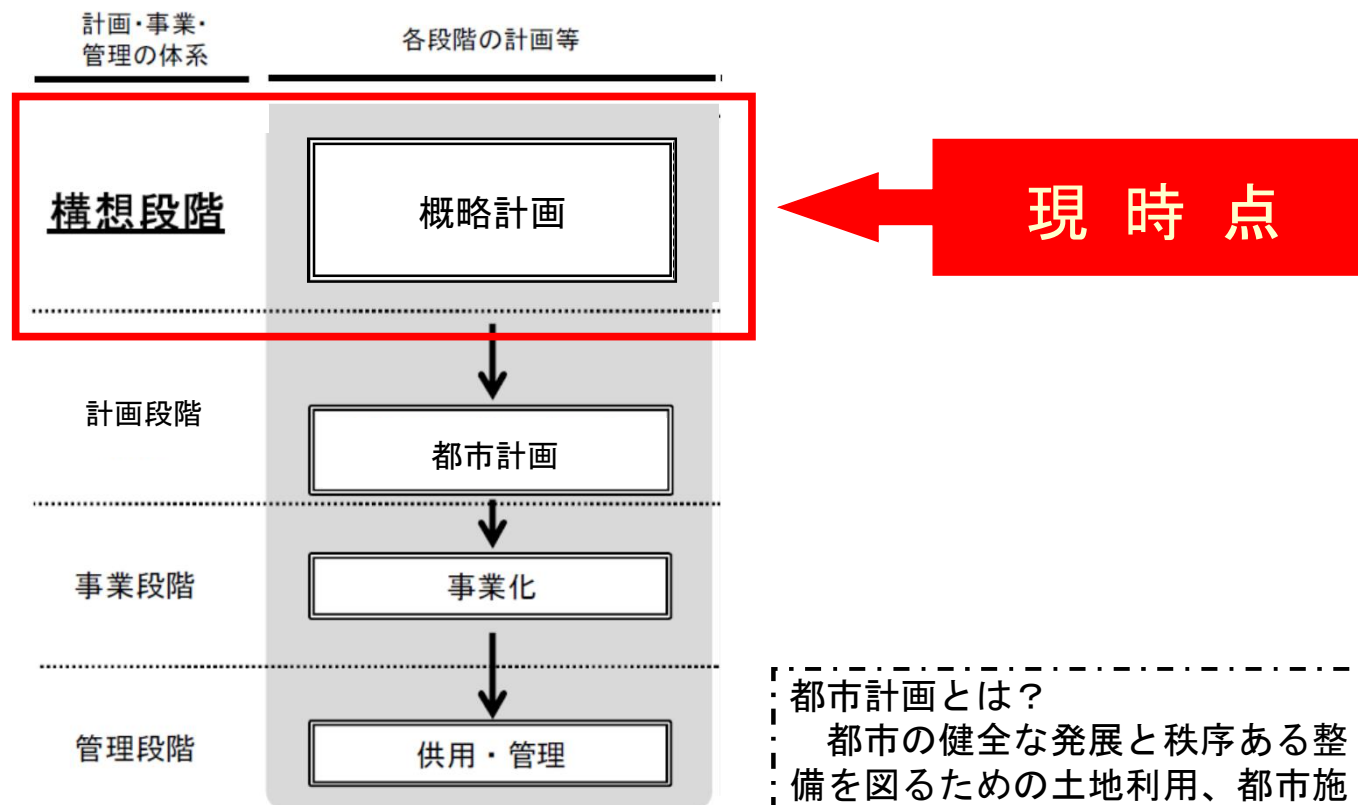 計画・事業・
管理の体系
各段階の計画等
構想段階
概略計画
現時点
計画段階
都市計画
事業段階
事業化
管理段階
供用・管理
都市計画とは？
都市の健全な発展と秩序ある整
備を図るための土地利用、都市施